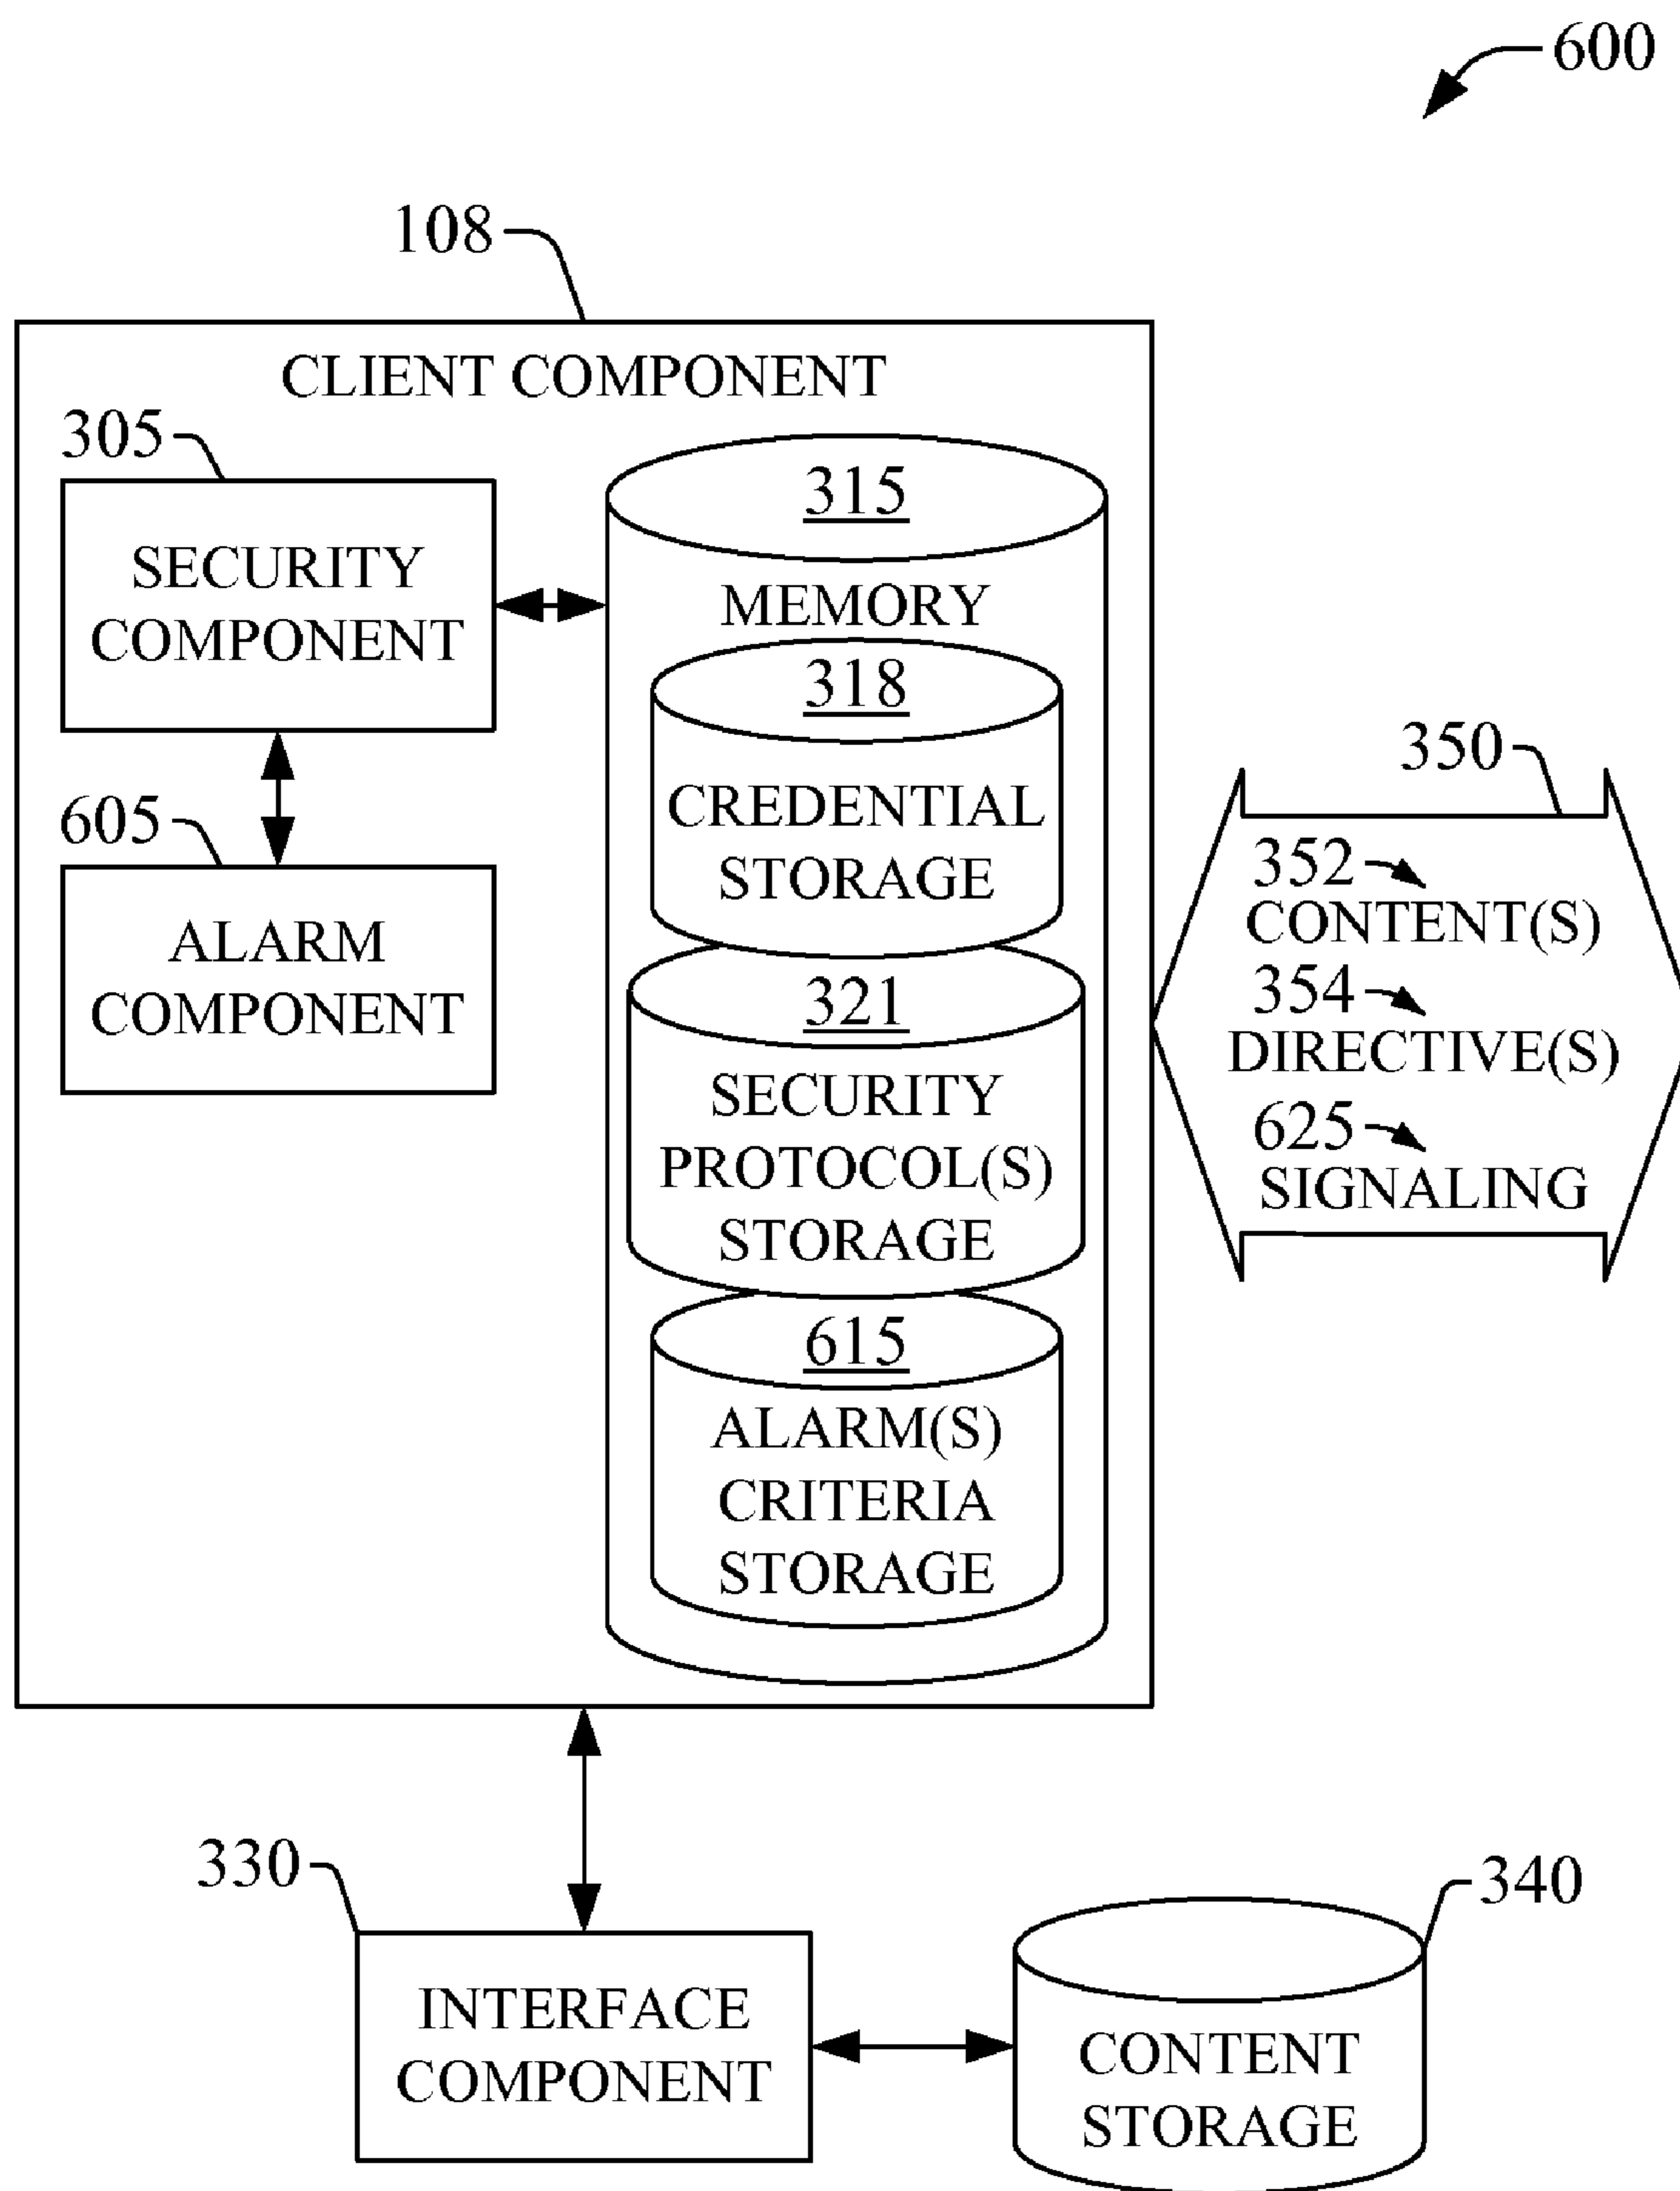 600
108
CLIENT COMPONENT
305
SECURITY
COMPONENT
605
ALARM
COMPONENT
315
MEMORY
318
CREDENTIAL
STORAGE
321
SECURITY
PROTOCOL(S)
STORAGE
615
ALARM(S)
CRITERIA
STORAGE
350
352
CONTENT(S)
354
DIRECTIVE(S)
625
SIGNALING
330
INTERFACE
COMPONENT
340
CONTENT
STORAGE